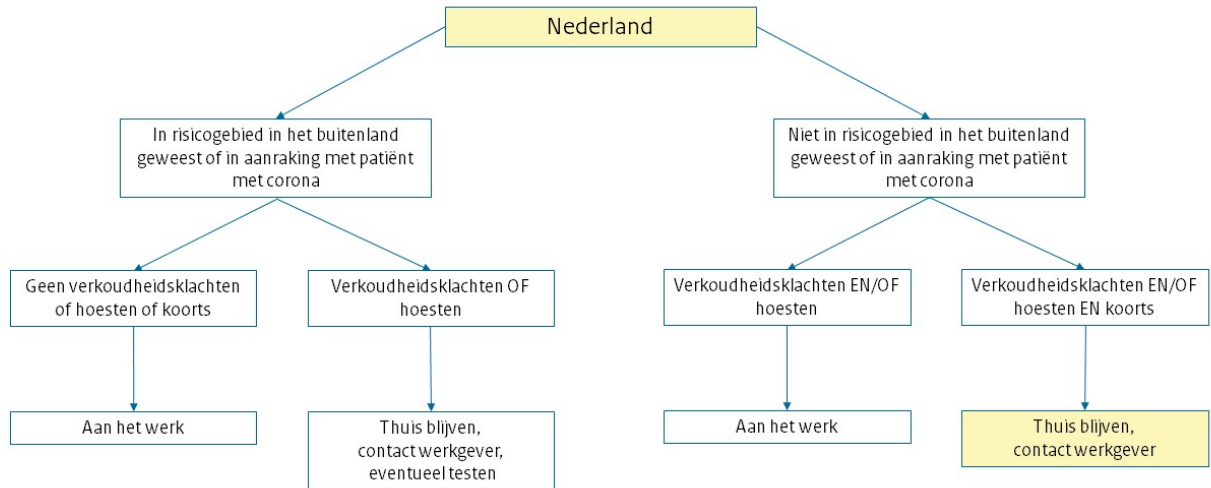 Nederland
In risicogebied in het buitenland
geweest of in aanraking met patiënt
met corona
Niet in risicogebied in het buitenland
geweest of in aanraking met patiënt
met corona
Geen verkoudheidsklachten
of hoesten of koorts
Verkoudheidsklachten OF
hoesten
Verkoudheidsklachten EN/OF
hoesten
Verkoudheidsklachten EN/OF
hoesten EN koorts
Aan het werk
Thuis blijven,
contact werkgever,
eventueel testen
Aan het werk
Thuis blijven,
contact werkgever